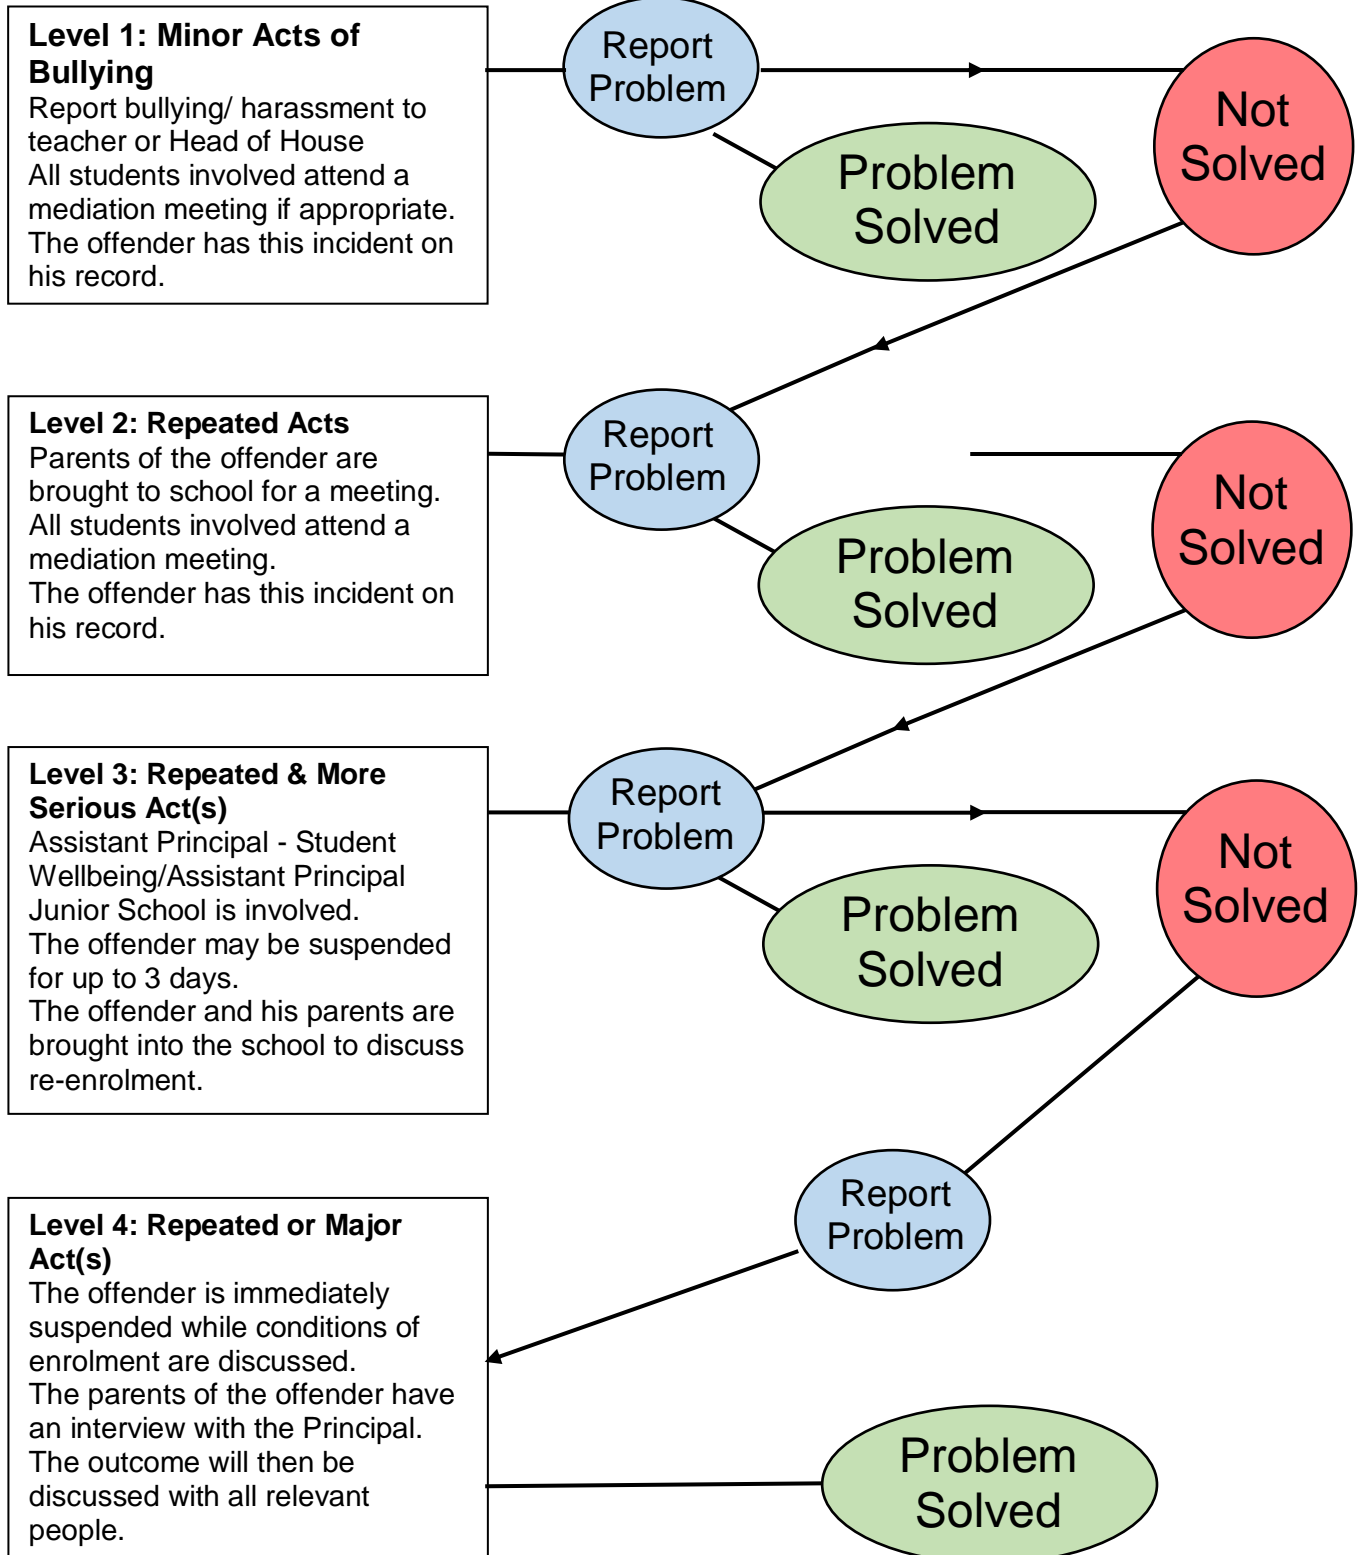 Level 1: Minor Acts of
Bullying
Report bullying/ harassment to
teacher or Head of House
All students involved attend a
mediation meeting if appropriate.
The offender has this incident on
his record.
Report
Problem
Problem
Solved
Not
Solved
Level 2: Repeated Acts
Parents of the offender are
brought to school for a meeting.
All students involved attend a
mediation meeting.
The offender has this incident on
his record.
Report
Problem
Problem
Solved
Not
Solved
Level 3: Repeated & More
Serious Act(s)
Assistant Principal - Student
Wellbeing/Assistant Principal
Junior School is involved.
The offender may be suspended
for up to 3 days.
The offender and his parents are
brought into the school to discuss
re-enrolment.
Report
Problem
Problem
Solved
Not
Solved
Report
Problem
Level 4: Repeated or Major
Act(s)
The offender is immediately
suspended while conditions of
enrolment are discussed.
The parents of the offender have
an interview with the Principal.
The outcome will then be
discussed with all relevant
people.
Problem
Solved